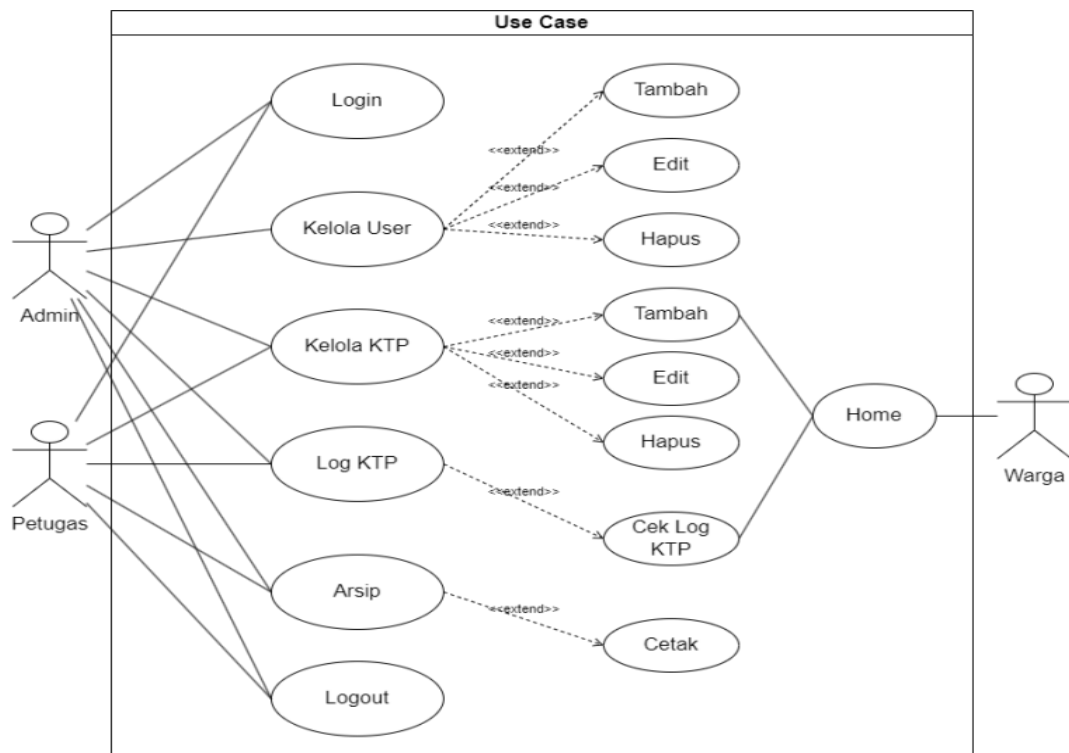 Use Case
Login
Tambah
<<extend>>
Edit
<<extend>>
Kelola User
<<extend>>
Hapus
Admin
Kelola KTP
<<extend>>
Tambah
<<extend>>
Edit
<<extend>>
Hapus
Home
Warga
Petugas
Log KTP
<<extend>>
Cek Log
KTP
Arsip
<<extend>>
Cetak
Logout